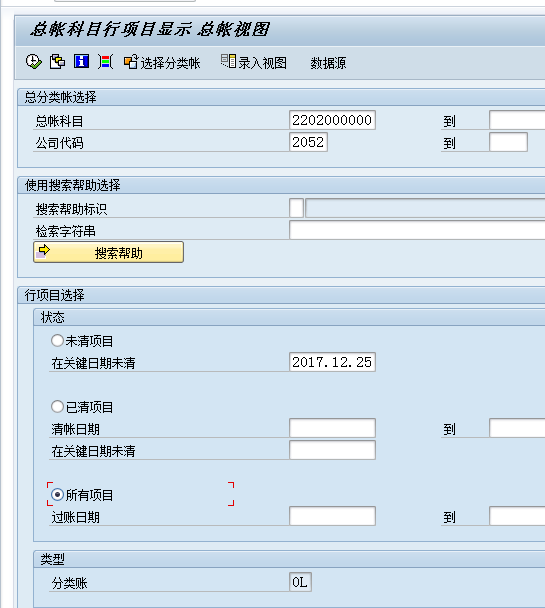 总帐科目行项目显示 总帐视图
选择分类帐 录入视图 数据源
总分类帐选择
总帐科目 2202000000 到
公司代码 2052 到
使用搜索帮助选择
搜索帮助标识
检索字符串
搜索帮助
行项目选择
状态
未清项目
在关键日期未清 2017.12.25
已清项目
清帐日期 到
在关键日期未清
所有项目
过账日期 到
类型
分类账 0L